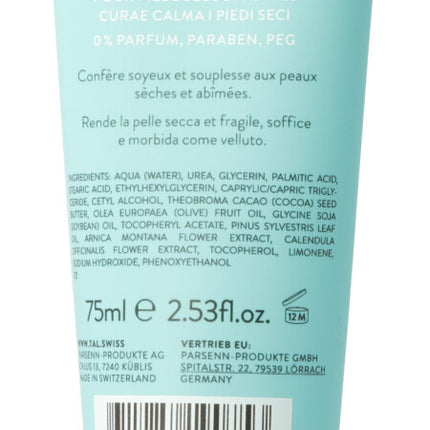 CURAE CALMA I PIEDI SECI
0% PARFUM, PARABEN, PEG
Confère soyeux et souplesse aux peaux
sèches et abîmées.
Rende la pelle secca et fragile, soffice
e morbida come velluto.
INGREDIENTS: AQUA (WATER), UREA, GLYCERIN, PALMITIC ACID,
STEARIC ACID, ETHYLHEXYLGLYCERIN, CAPRYLIC/CAPRIC TRIGLY-
CERIDE, CETYL ALCOHOL, THEOBROMA CACAO (COCOA) SEED
BUTTER, OLEA EUROPAEA (OLIVE) FRUIT OIL, GLYCINE SOJA
(SOYBEAN) OIL, TOCOPHERYL ACETATE, PINUS SYLVESTRIS LEAF
OIL, ARNICA MONTANA FLOWER EXTRACT, CALENDULA
OFFICINALIS FLOWER EXTRACT, TOCOPHEROL, LIMONENE,
SODIUM HYDROXIDE, PHENOXYETHANOL
75ml e 2.53fl.oz.
12 M
WWW.TAL.SWISS
PARSENN-PRODUKTE AG
CHLUS 13, 7240 KÜBLIS
MADE IN SWITZERLAND
VERTRIEB EU:
PARSENN-PRODUKTE GMBH
SPITALSTR. 22, 79539 LÖRRACH
GERMANY